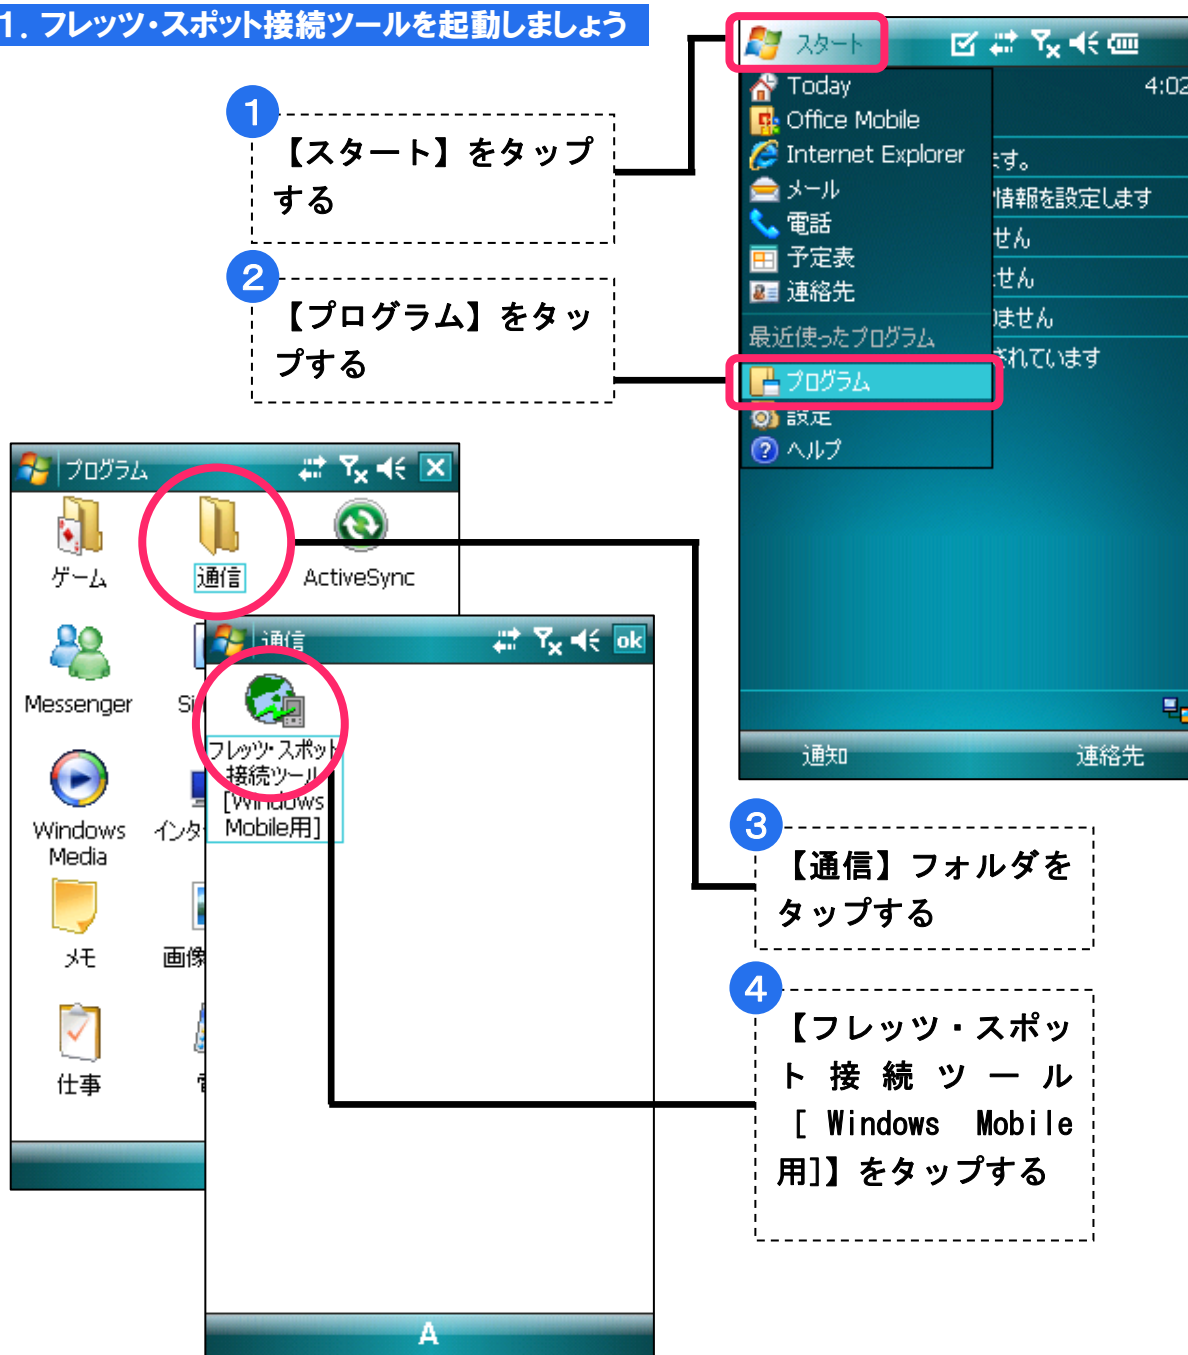 1．フレッツ・スポット接続ツールを起動しましょう
1
【スタート】をタップ
する
2
【プログラム】をタッ
プする
スタート
Today
4:02
Office Mobile
Internet Explorer
ます。
メール
情報を設定します
電話
せん
予定表
せん
連絡先
りません
最近使ったプログラム
されています
プログラム
設定
ヘルプ
通知
連絡先
プログラム
ゲーム
通信
ActiveSync
Messenger
Si
Windows
Media
インタ
メモ
画像
仕事
通信
ok
フレッツ・スポット
接続ツール
[Windows
Mobile用]
A
3
【通信】フォルダを
タップする
4
【フレッツ・スポッ
ト接続ツール
[Windows Mobile
用]】をタップする